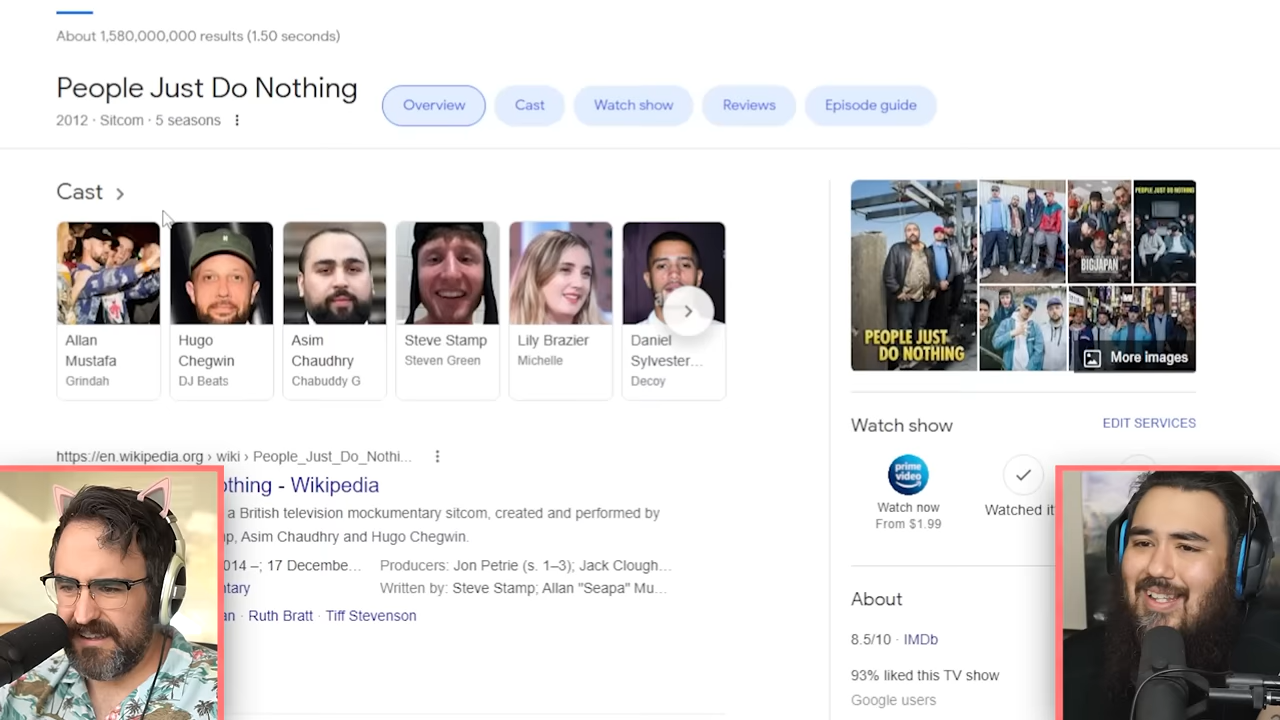 About 1,580,000,000 results (1.50 seconds)
People Just Do Nothing
2012 · Sitcom · 5 seasons
Overview
Cast
Watch show
Reviews
Episode guide
Cast
Allan
Mustafa
Grindah
Hugo
Chegwin
DJ Beats
Asim
Chaudhry
Chabuddy G
Steve Stamp
Steven Green
Lily Brazier
Michelle
Daniel
Sylvester...
Decoy
https://en.wikipedia.org › wiki › People_Just_Do_Nothi...
othing - Wikipedia
a British television mockumentary sitcom, created and performed by
p, Asim Chaudhry and Hugo Chegwin.
014 –; 17 Decembe...
Producers: Jon Petrie (s. 1–3); Jack Clough...
ntary
Written by: Steve Stamp; Allan "Seapa" Mu...
an · Ruth Bratt · Tiff Stevenson
PEOPLE JUST
DO NOTHING
BIG JAPAN
PEOPLE JUST DO NOTHING
More images
Watch show
EDIT SERVICES
prime
video
Watch now
From $1.99
Watched it
About
8.5/10 · IMDb
93% liked this TV show
Google users